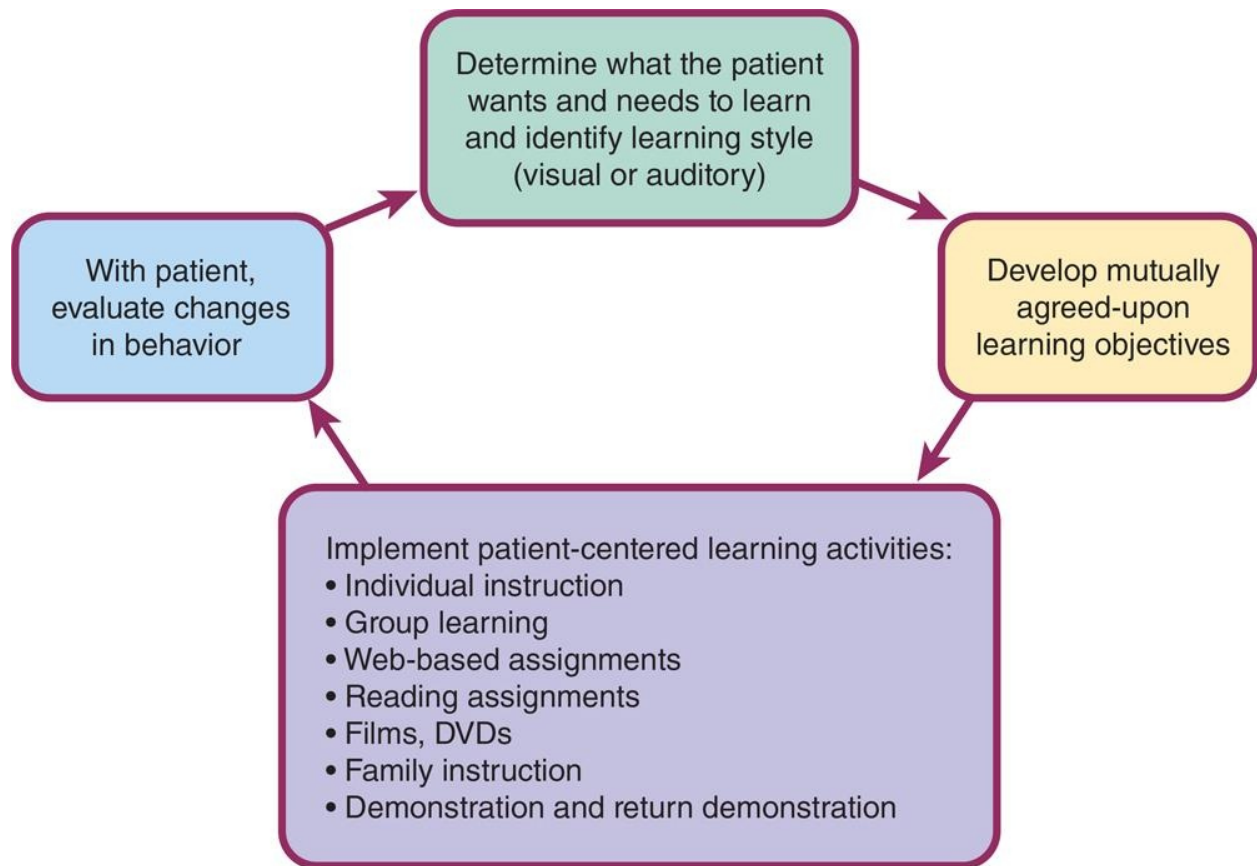 Determine what the patient
wants and needs to learn
and identify learning style
(visual or auditory)
Develop mutually
agreed-upon
learning objectives
Implement patient-centered learning activities:
• Individual instruction
• Group learning
• Web-based assignments
• Reading assignments
• Films, DVDs
• Family instruction
• Demonstration and return demonstration
With patient,
evaluate changes
in behavior